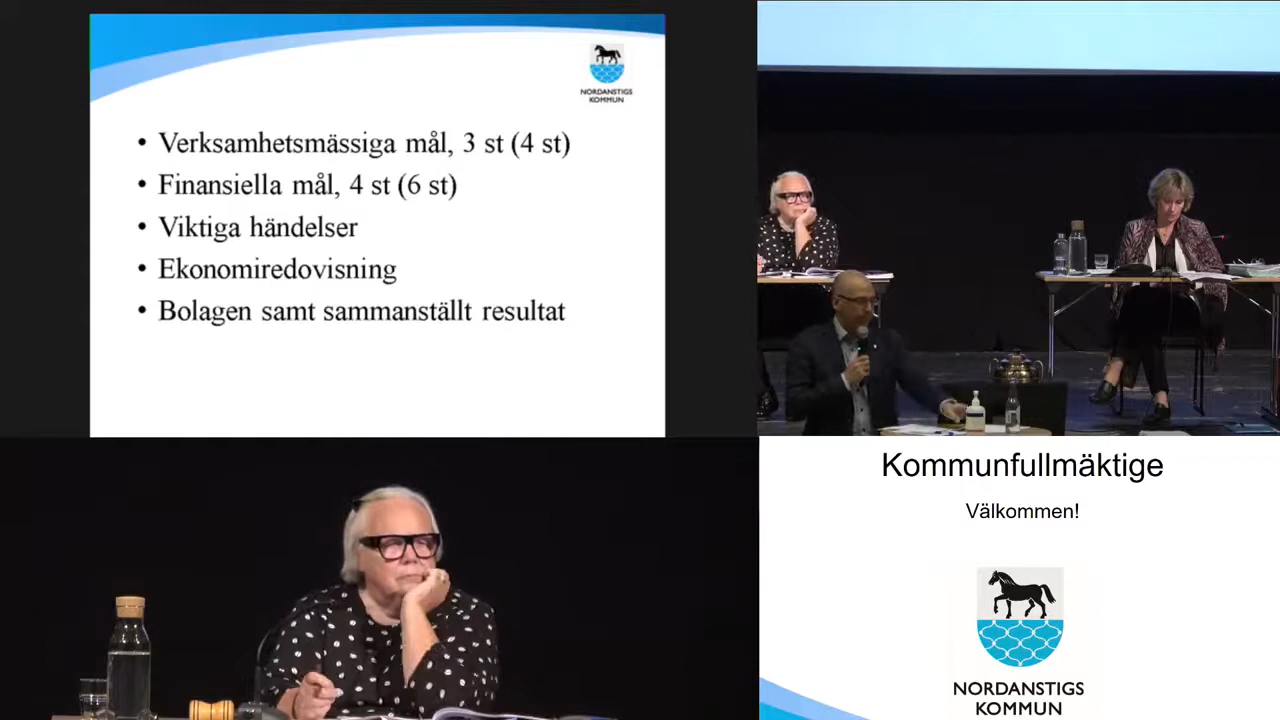 NORDANSTIGS
KOMMUN
• Verksamhetsmässiga mål, 3 st (4 st)
• Finansiella mål, 4 st (6 st)
• Viktiga händelser
• Ekonomiredovisning
• Bolagen samt sammanställt resultat
Kommunfullmäktige
Välkommen!
NORDANSTIGS
KOMMUN